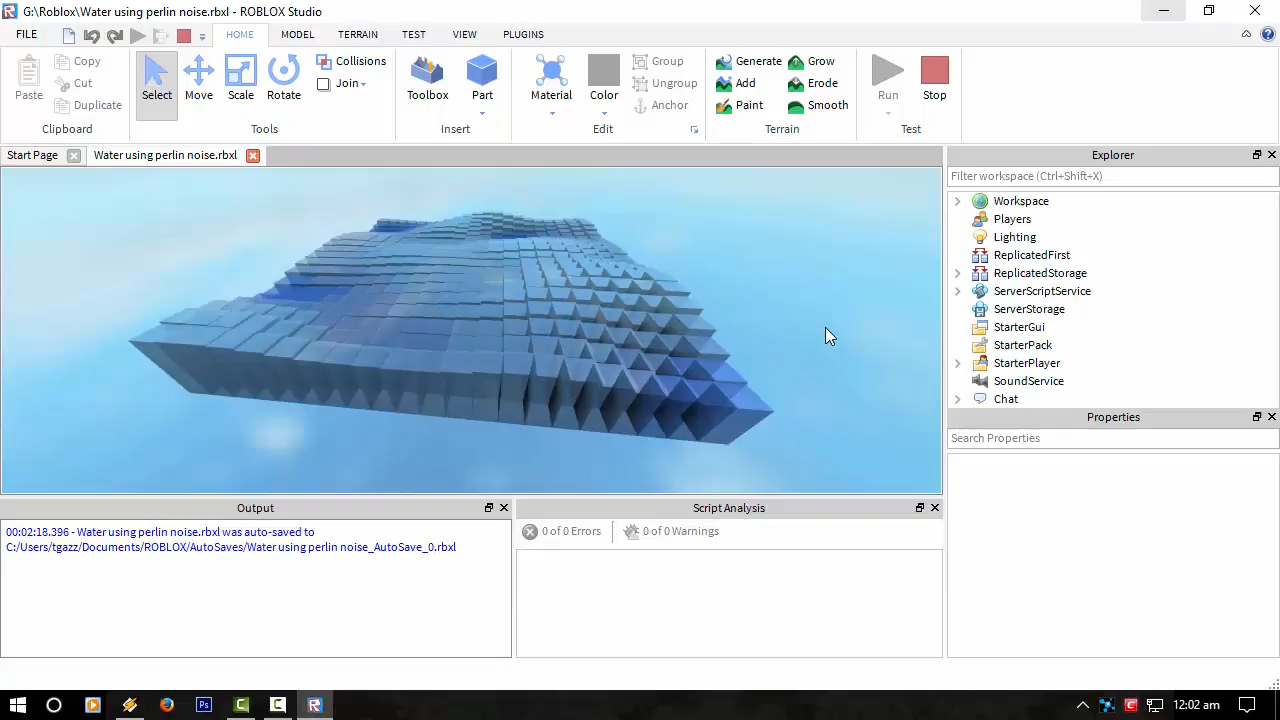 G:\Roblox\Water using perlin noise.rbxl - ROBLOX Studio
FILE HOME MODEL TERRAIN TEST VIEW PLUGINS
Paste Copy Cut Duplicate
Clipboard
Select Move Scale Rotate Collisions Join
Tools
Toolbox Part
Insert
Material Color Group Ungroup Anchor
Edit
Generate Grow
Add Erode
Paint Smooth
Terrain
Run Stop
Test
Start Page Water using perlin noise.rbxl
Explorer
Filter workspace (Ctrl+Shift+X)
Workspace
Players
Lighting
ReplicatedFirst
ReplicatedStorage
ServerScriptService
ServerStorage
StarterGui
StarterPack
StarterPlayer
SoundService
Chat
Properties
Search Properties
Output
00:02:18.396 - Water using perlin noise.rbxl was auto-saved to
C:/Users/tgazz/Documents/ROBLOX/AutoSaves/Water using perlin noise_AutoSave_0.rbxl
Script Analysis
0 of 0 Errors 0 of 0 Warnings
Ps
12:02 am